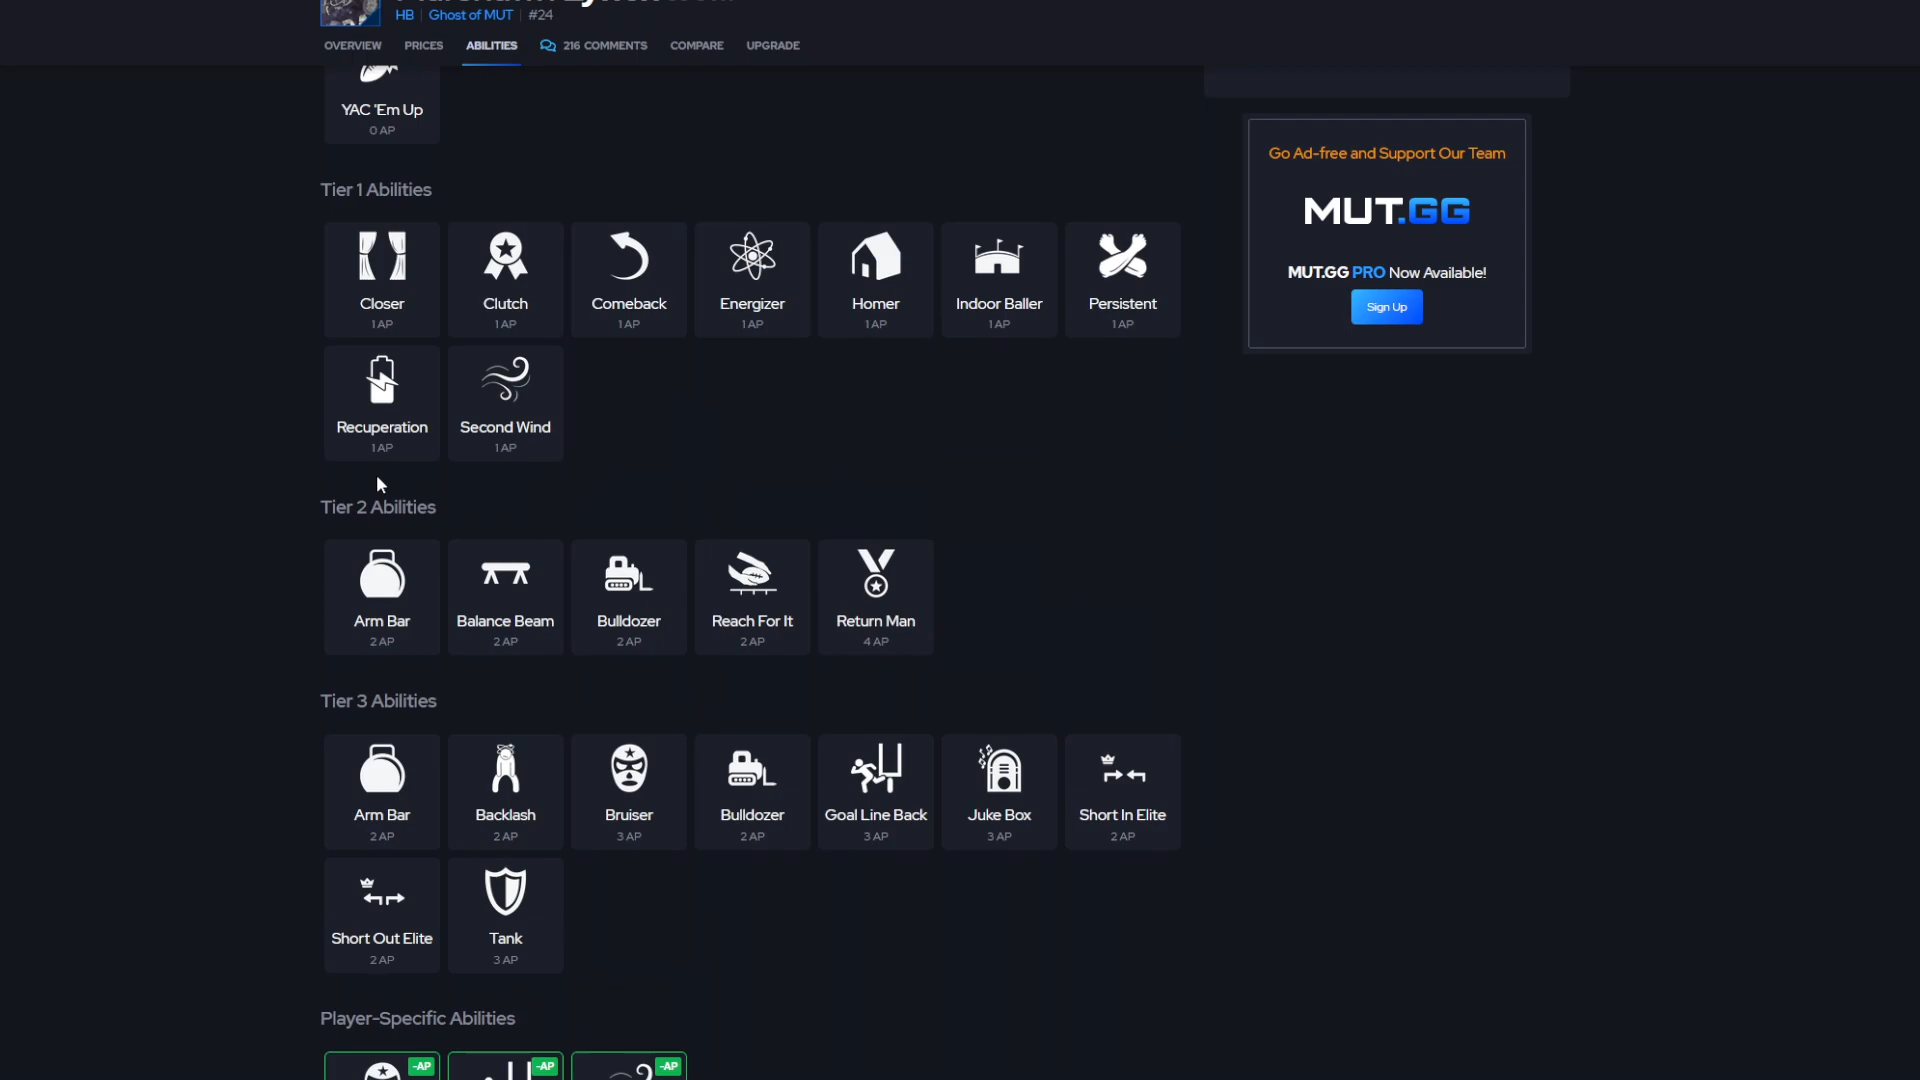 HB | Ghost of MUT | #24
OVERVIEW PRICES ABILITIES 216 COMMENTS COMPARE UPGRADE
YAC 'Em Up
0 AP
Go Ad-free and Support Our Team
MUT.GG
MUT.GG PRO Now Available!
Sign Up
Tier 1 Abilities
Closer Clutch Comeback Energizer Homer Indoor Baller Persistent
1 AP 1 AP 1 AP 1 AP 1 AP 1 AP 1 AP
Recuperation Second Wind
1 AP 1 AP
Tier 2 Abilities
Arm Bar Balance Beam Bulldozer Reach For It Return Man
2 AP 2 AP 2 AP 2 AP 4 AP
Tier 3 Abilities
Arm Bar Backlash Bruiser Bulldozer Goal Line Back Juke Box Short In Elite
2 AP 2 AP 3 AP 2 AP 3 AP 3 AP 2 AP
Short Out Elite Tank
2 AP 3 AP
Player-Specific Abilities
-AP -AP -AP